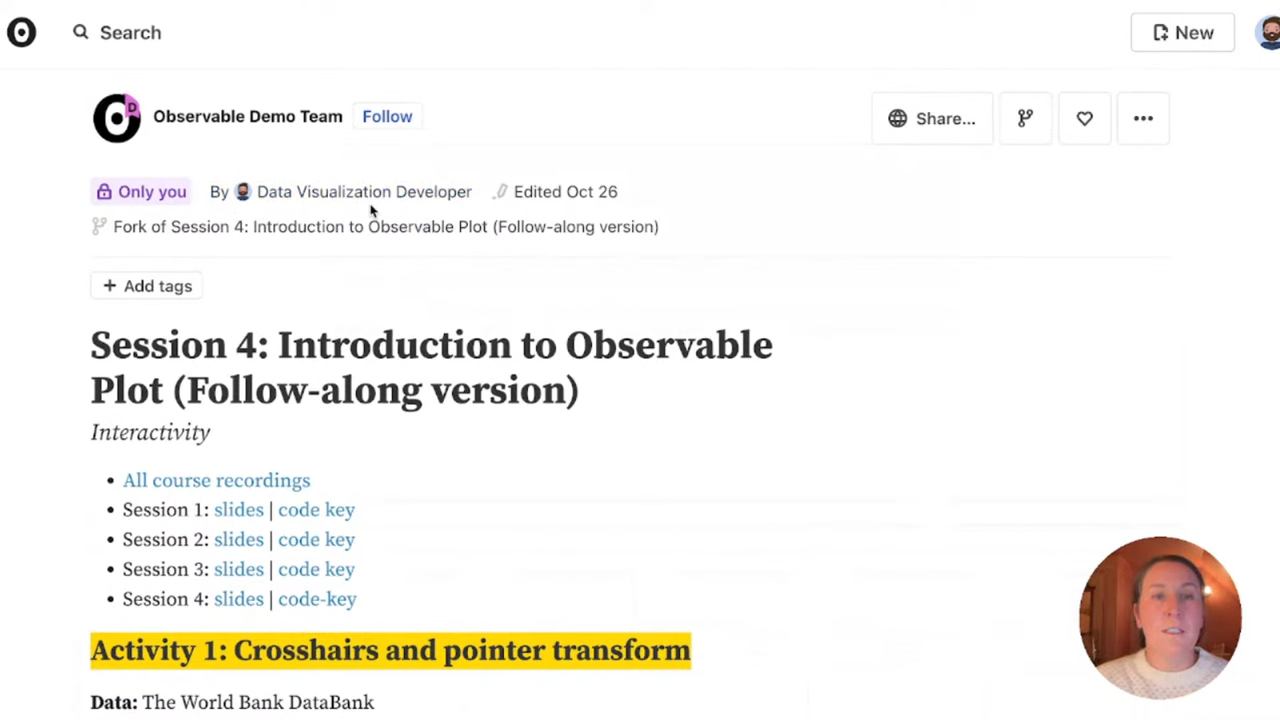 Search
New
Observable Demo Team Follow
Share...
Only you By Data Visualization Developer Edited Oct 26
Fork of Session 4: Introduction to Observable Plot (Follow-along version)
+ Add tags
Session 4: Introduction to Observable
Plot (Follow-along version)
Interactivity
• All course recordings
• Session 1: slides | code key
• Session 2: slides | code key
• Session 3: slides | code key
• Session 4: slides | code-key
Activity 1: Crosshairs and pointer transform
Data: The World Bank DataBank